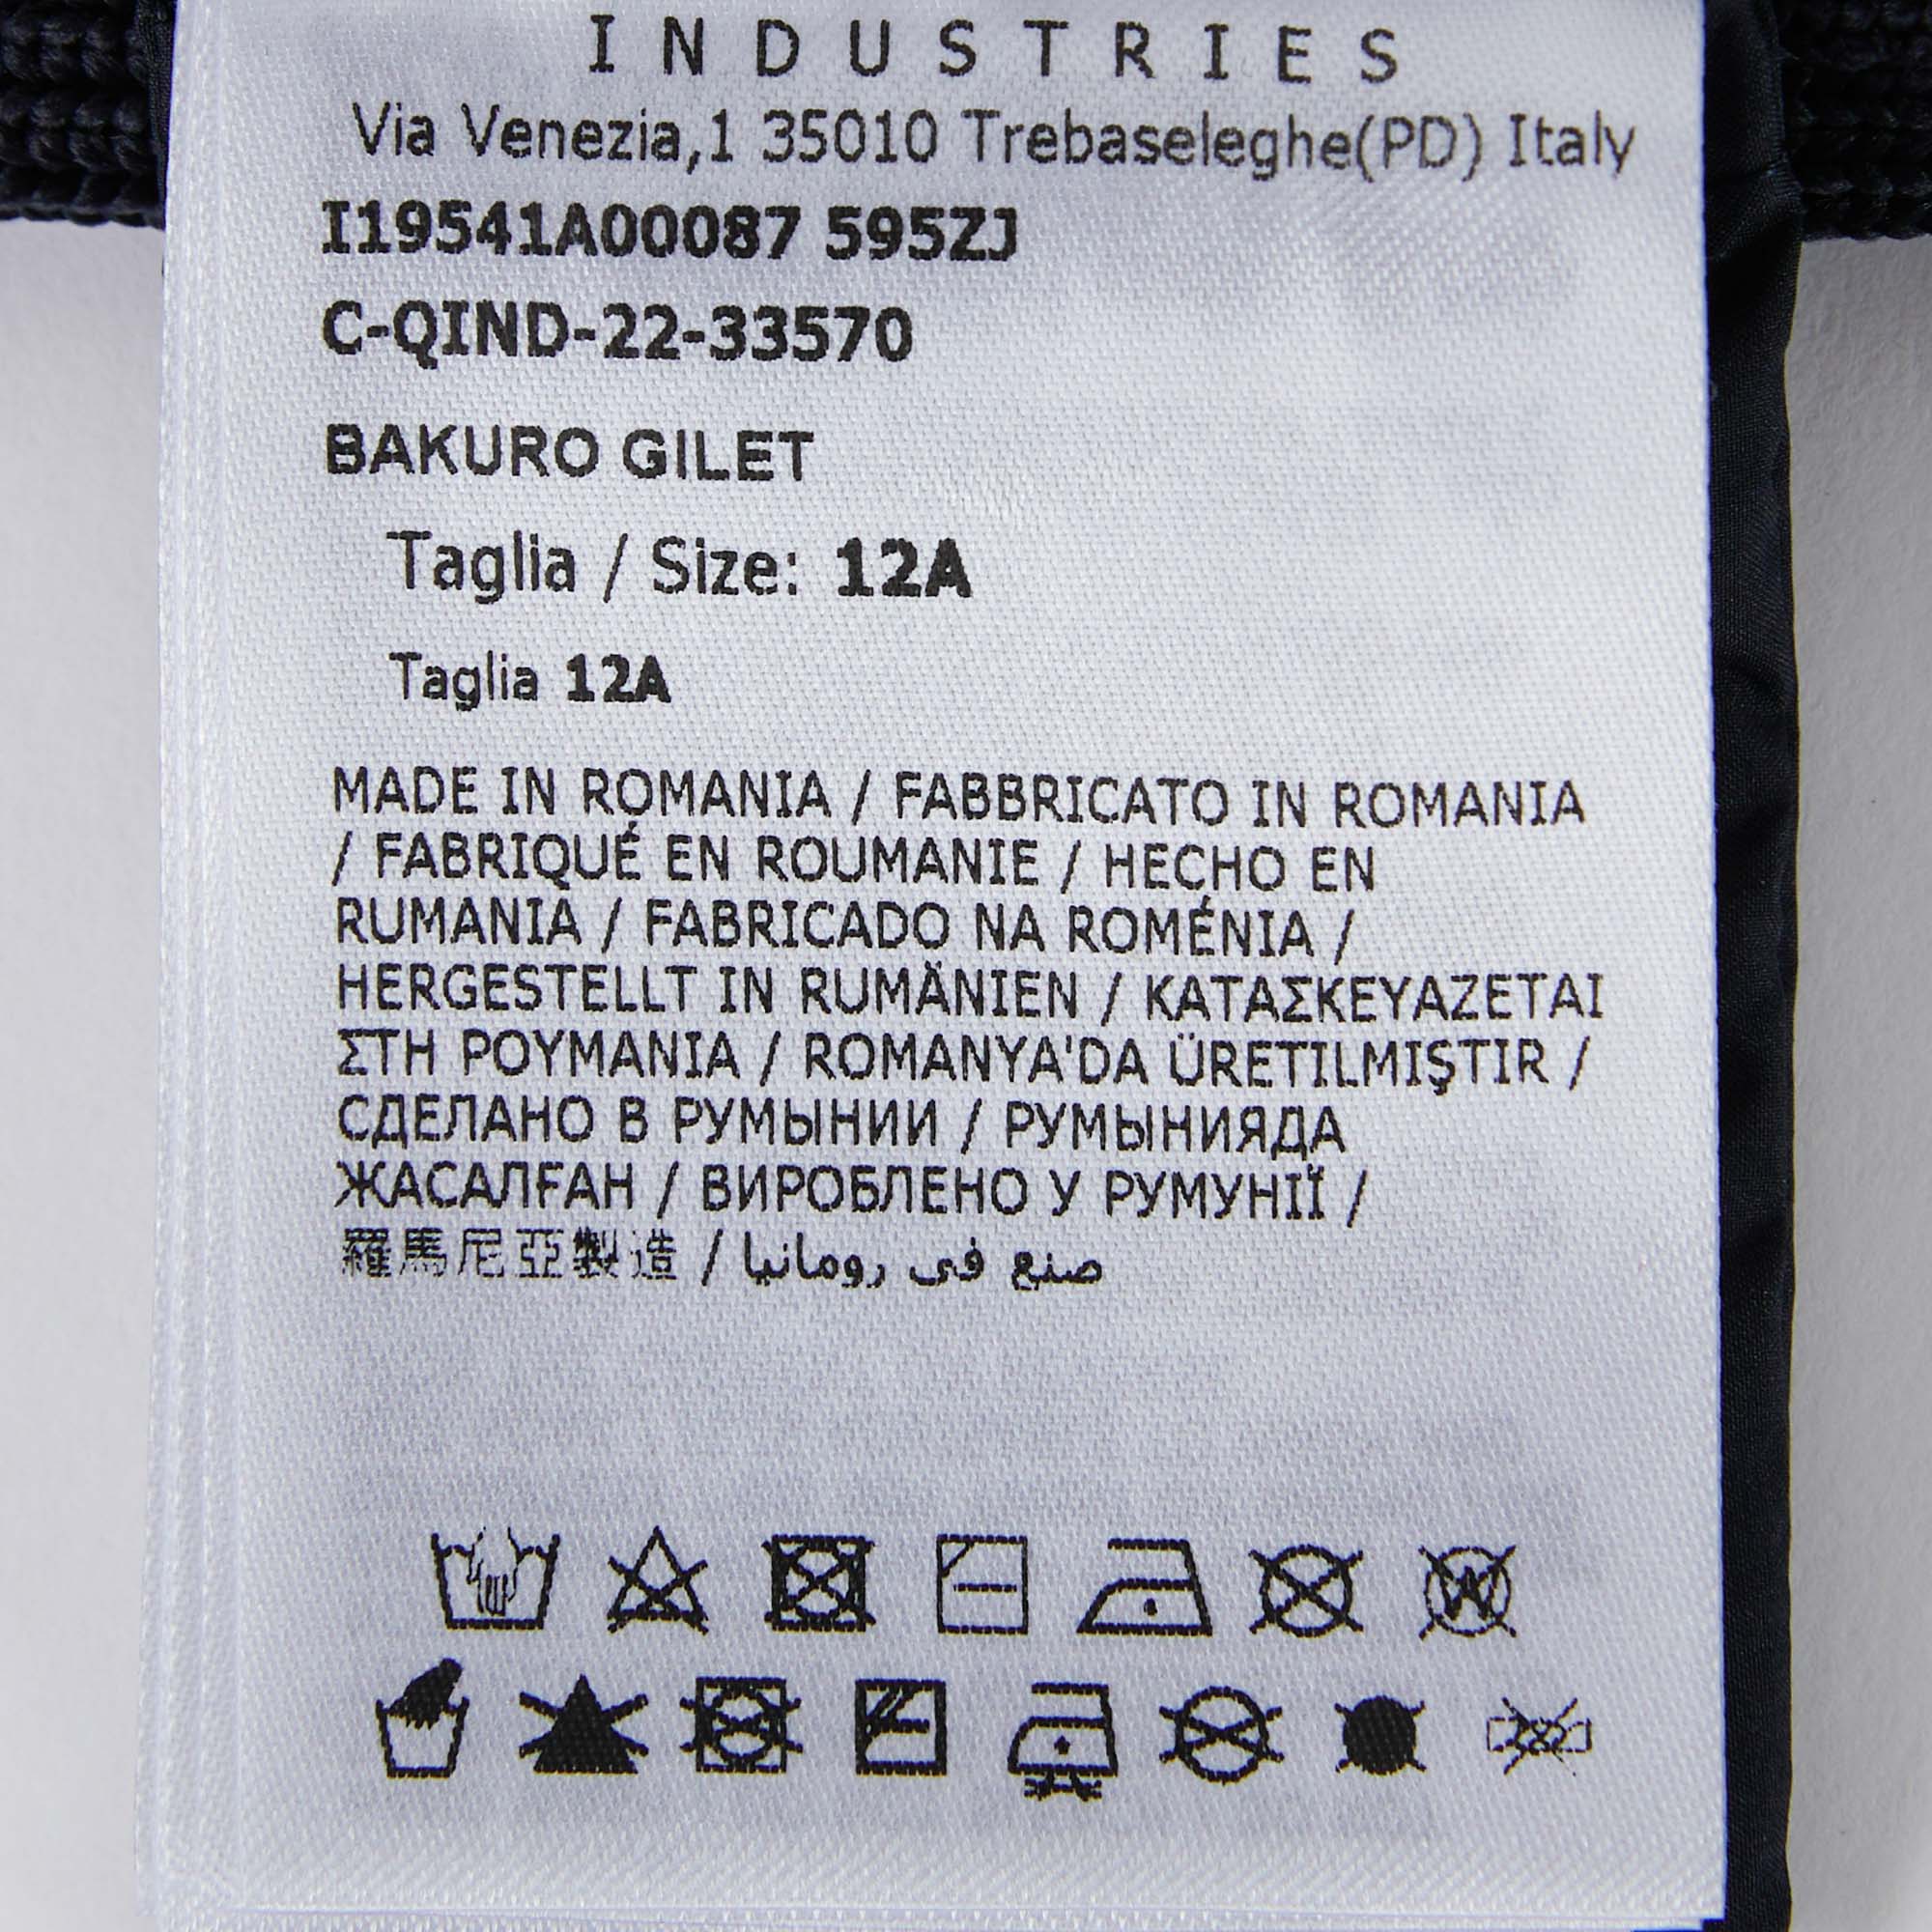 INDUSTRIES
Via Venezia,1 35010 Trebaseleghe(PD) Italy
I19541A00087 595ZJ
C-QIND-22-33570
BAKURO GILET
Taglia / Size: 12A
Taglia 12A
MADE IN ROMANIA / FABBRICATO IN ROMANIA
/ FABRIQUÉ EN ROUMANIE / HECHO EN
RUMANIA / FABRICADO NA ROMÉNIA /
HERGESTELLT IN RUMÄNIEN / ΚΑΤΑΣΚΕΥΑΖΕΤΑΙ
ΣΤΗ ΡΟΥΜΑΝΙΑ / ROMANYA'DA ÜRETILMIŞTIR /
СДЕЛАНО В РУМЫНИИ / РУМЫНИЯДА
ЖАСАЛҒАН / ВИРОБЛЕНО У РУМУНІЇ /
羅馬尼亞製造 / صنع في رومانيا
W